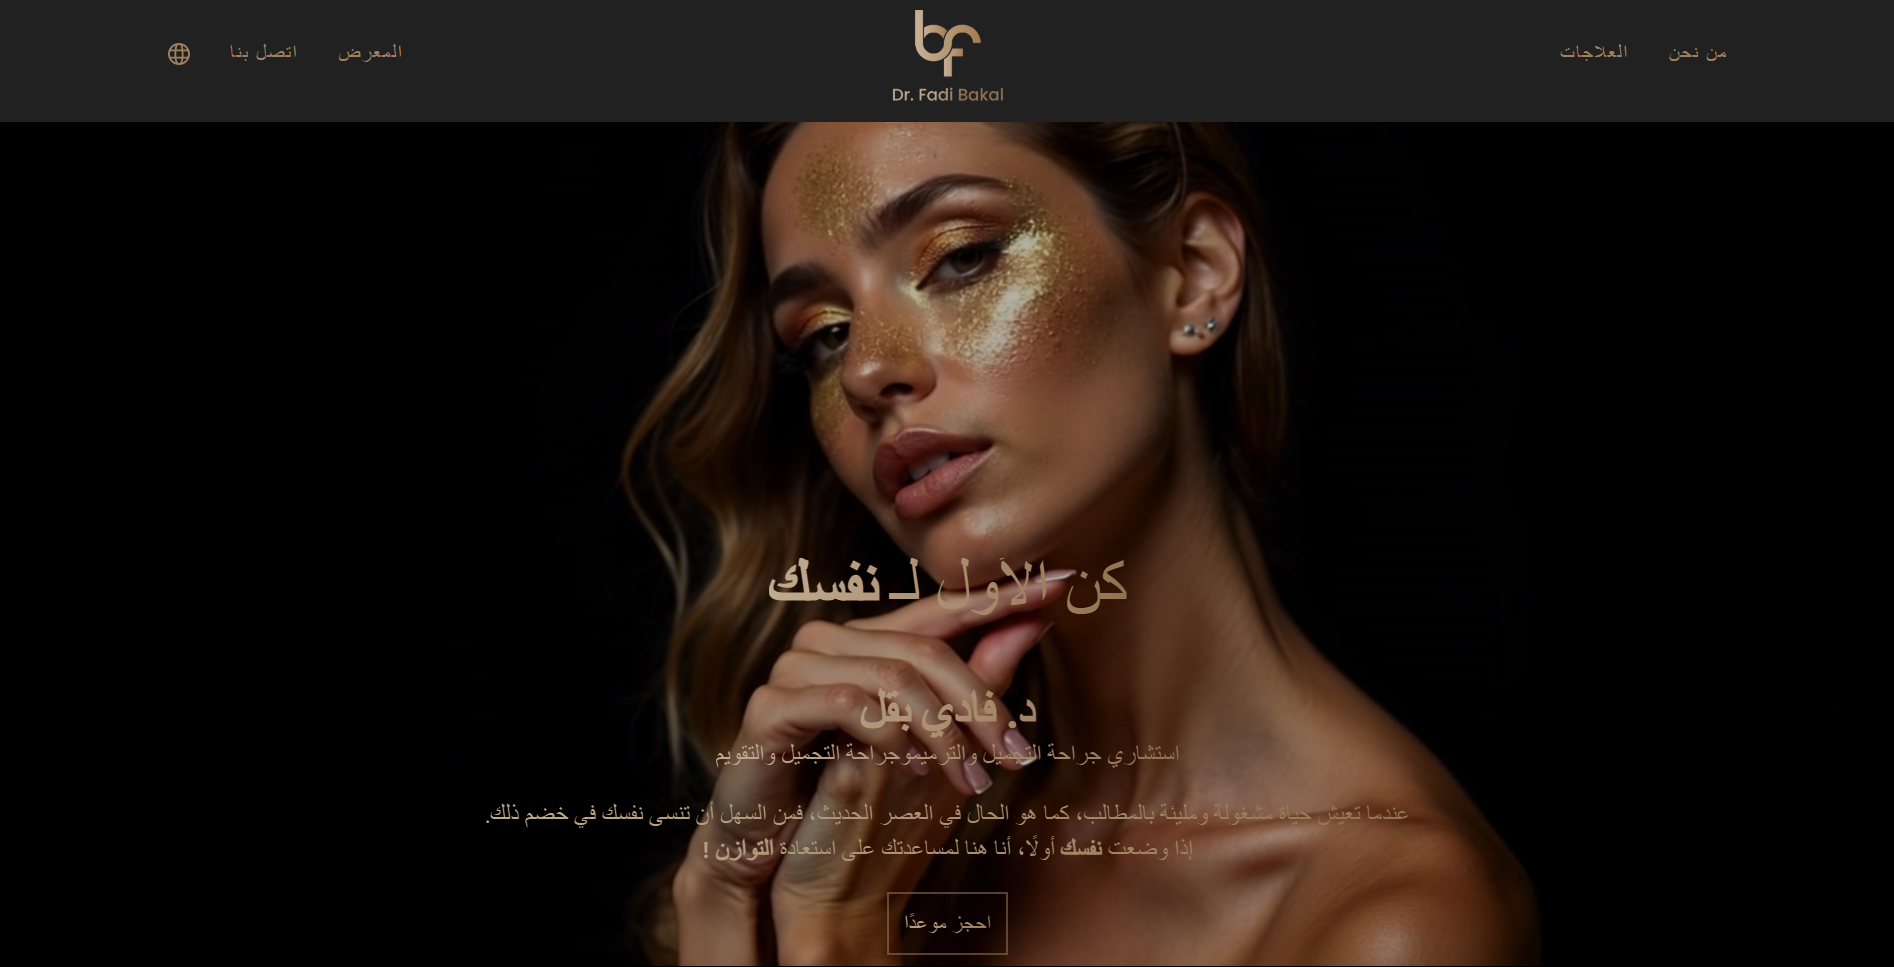 من نحن
العلاجات
bf
Dr. Fadi Bakal
المعرض
اتصل بنا
كن الأول لـ نفسك
د. فادي بقل
استشاري جراحة التجميل والترميموجراحة التجميل والتقويم
عندما تعيش حياة مشغولة ومليئة بالمطالب، كما هو الحال في العصر الحديث، فمن السهل أن تنسى نفسك في خضم ذلك.
إذا وضعت نفسك أولًا، أنا هنا لمساعدتك على استعادة التوازن !
احجز موعدًا